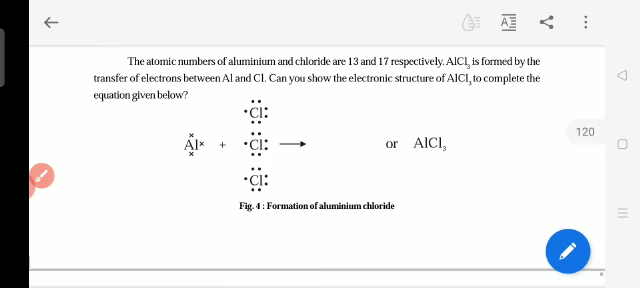 The atomic numbers of aluminium and chloride are 13 and 17 respectively. AlCl₃ is formed by the
transfer of electrons between Al and Cl. Can you show the electronic structure of AlCl₃ to complete the
equation given below?
Cl
Al + Cl → or AlCl₃
Cl
Fig. 4 : Formation of aluminium chloride
120